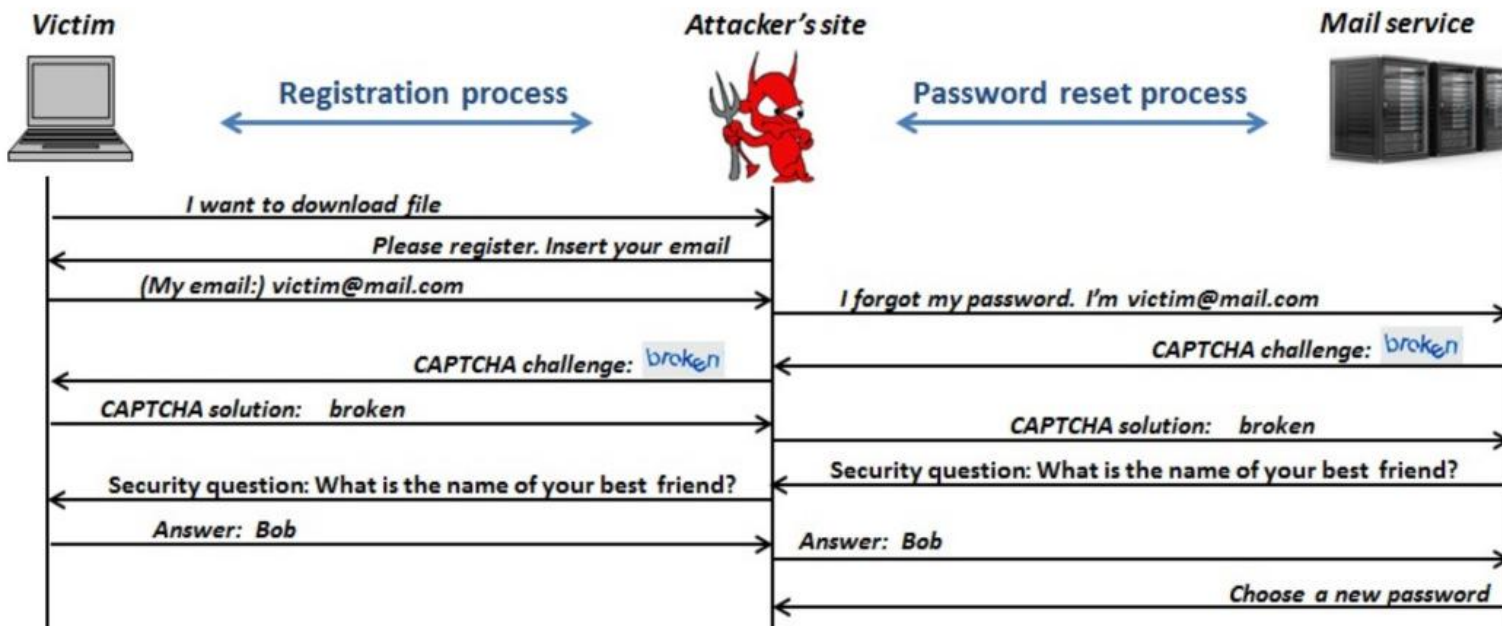 Victim
Attacker's site
Mail service
Registration process
Password reset process
I want to download file
Please register. Insert your email
(My email:) victim@mail.com
I forgot my password. I'm victim@mail.com
CAPTCHA challenge: broken
CAPTCHA challenge: broken
CAPTCHA solution: broken
CAPTCHA solution: broken
Security question: What is the name of your best friend?
Security question: What is the name of your best friend?
Answer: Bob
Answer: Bob
Choose a new password